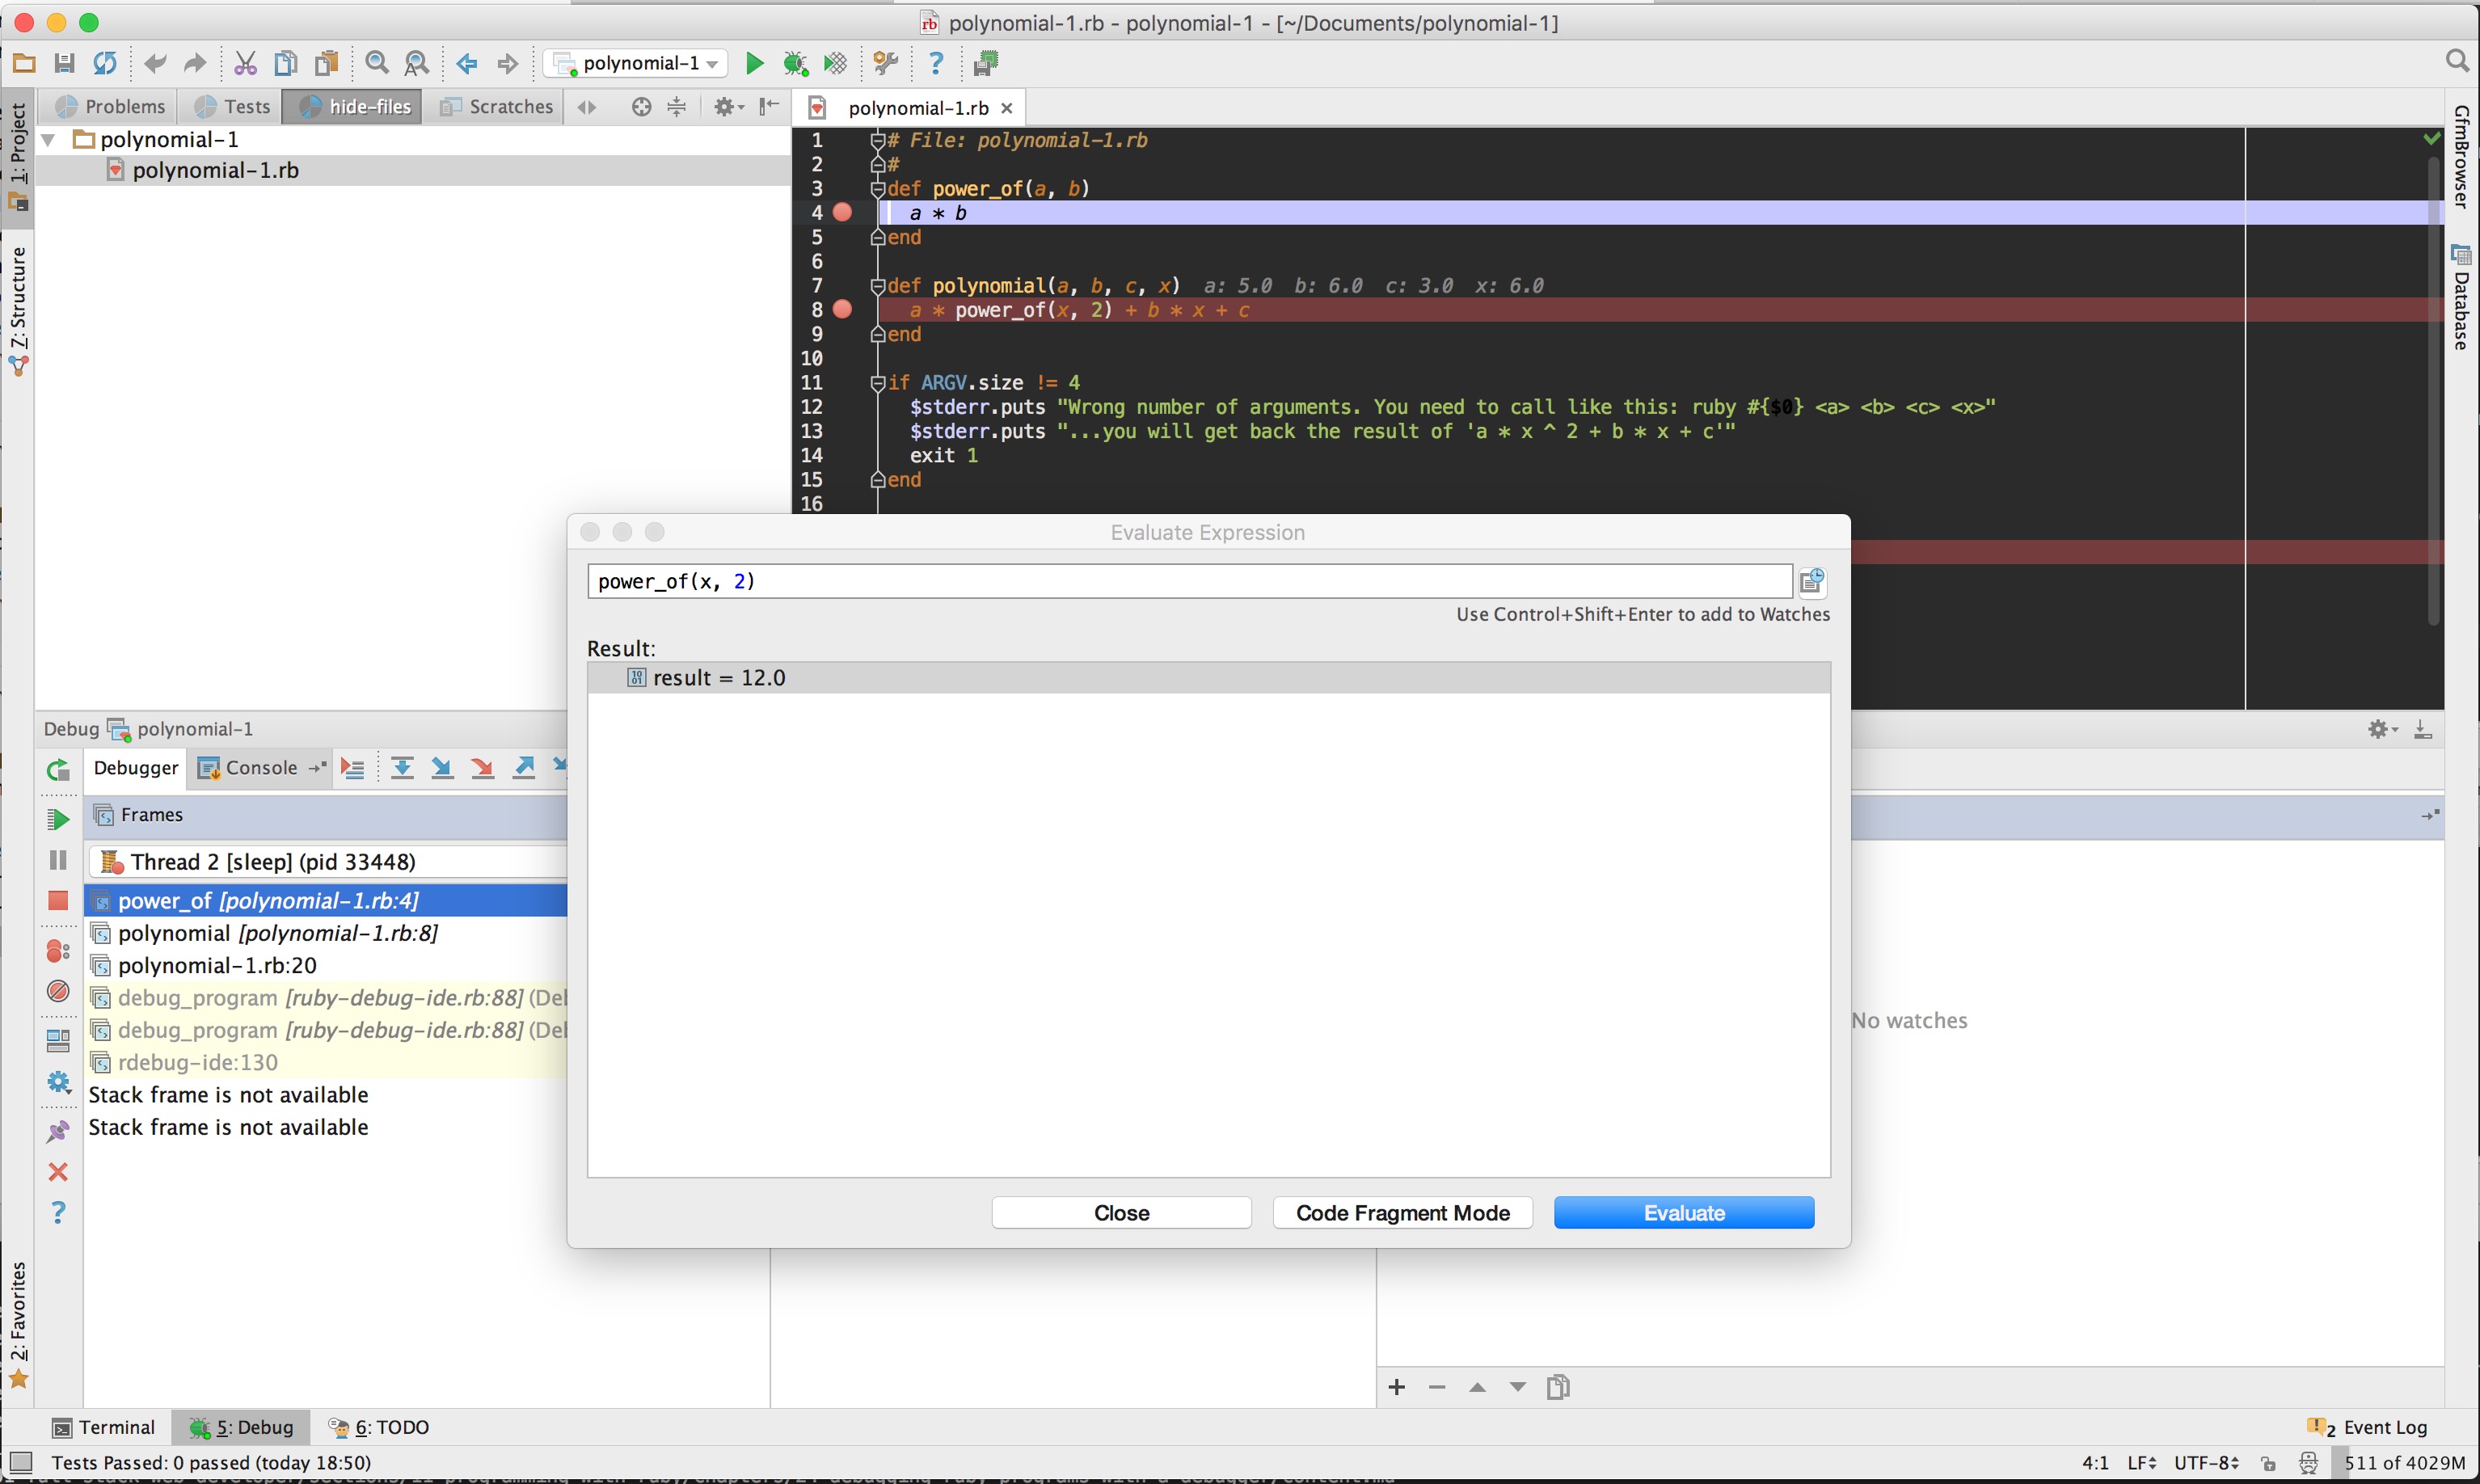 polynomial-1.rb - polynomial-1 - [~/Documents/polynomial-1]
polynomial-1
Problems
Tests
hide-files
Scratches
polynomial-1.rb
1: Project
Z: Structure
2: Favorites
GfmBrowser
Database
polynomial-1
polynomial-1.rb
1 # File: polynomial-1.rb
2 #
3 def power_of(a, b)
4 a * b
5 end
6
7 def polynomial(a, b, c, x) a: 5.0 b: 6.0 c: 3.0 x: 6.0
8 a * power_of(x, 2) + b * x + c
9 end
10
11 if ARGV.size != 4
12 $stderr.puts "Wrong number of arguments. You need to call like this: ruby #{$0} <a> <b> <c> <x>"
13 $stderr.puts "...you will get back the result of 'a * x ^ 2 + b * x + c'"
14 exit 1
15 end
16
Evaluate Expression
power_of(x, 2)
Use Control+Shift+Enter to add to Watches
Result:
result = 12.0
Close
Code Fragment Mode
Evaluate
Debug polynomial-1
Debugger
Console
Frames
Thread 2 [sleep] (pid 33448)
power_of [polynomial-1.rb:4]
polynomial [polynomial-1.rb:8]
polynomial-1.rb:20
debug_program [ruby-debug-ide.rb:88] (Del
debug_program [ruby-debug-ide.rb:88] (Del
rdebug-ide:130
Stack frame is not available
Stack frame is not available
No watches
Terminal
5: Debug
6: TODO
2 Event Log
Tests Passed: 0 passed (today 18:50)
4:1
LF
UTF-8
511 of 4029M